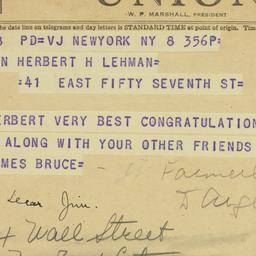 UNION
W. P. MARSHALL, PRESIDENT
the date line on telegrams and day letters is STANDARD TIME at point of origin. Time
PD=VJ NEWYORK NY 8 356P=
N HERBERT H LEHMAN=
:41 EAST FIFTY SEVENTH ST=
ERBERT VERY BEST CONGRATULATION
ALONG WITH YOUR OTHER FRIENDS
MES BRUCE=
Dear Jim.
Wall Street